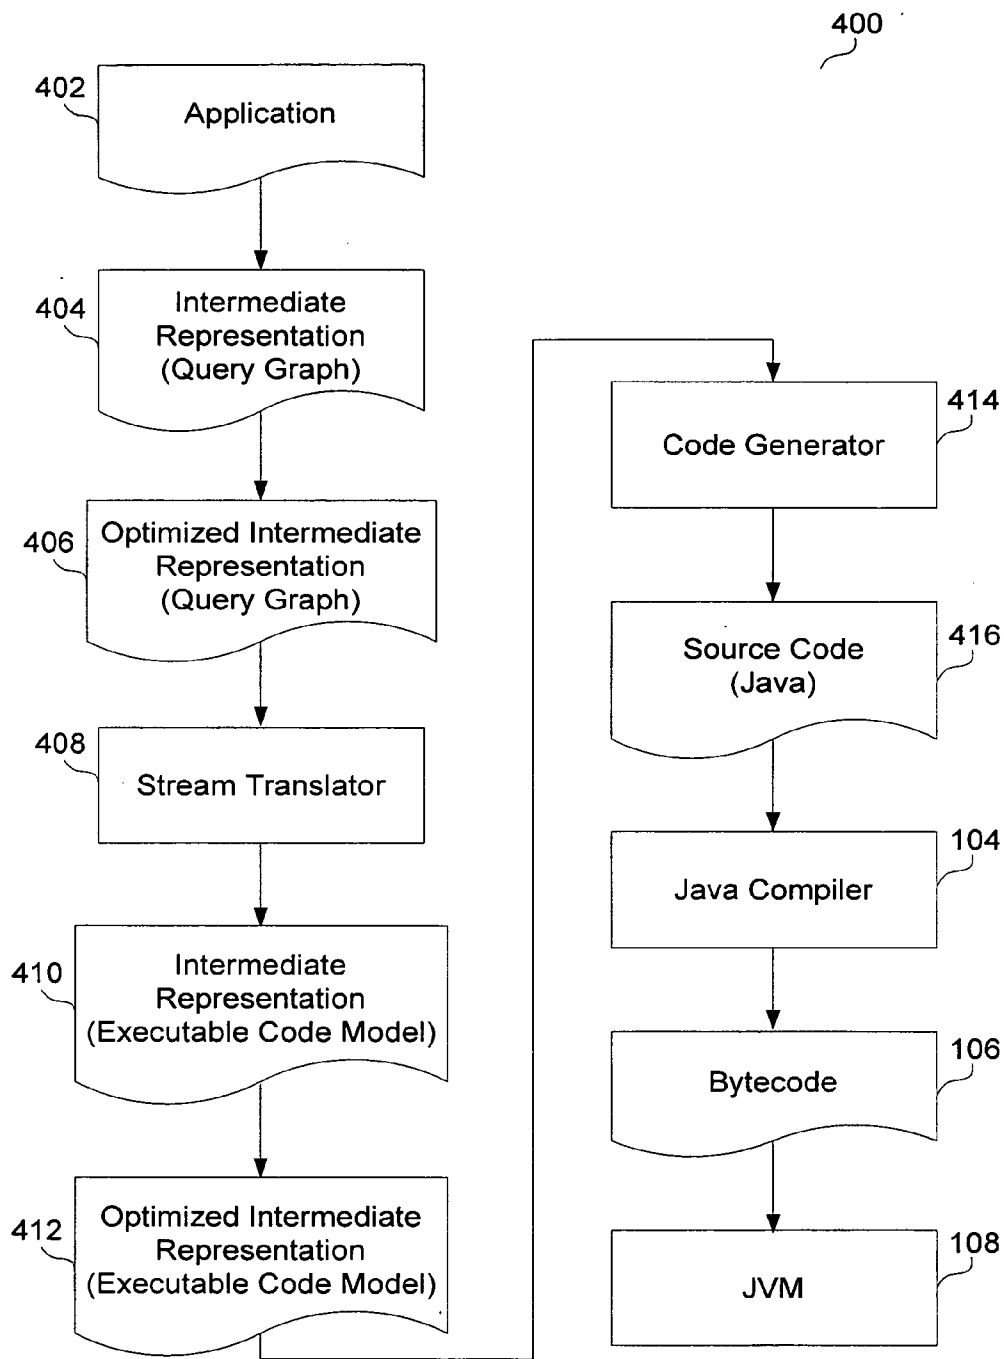 400
402
Application
404
Intermediate
Representation
(Query Graph)
406
Optimized Intermediate
Representation
(Query Graph)
408
Stream Translator
410
Intermediate
Representation
(Executable Code Model)
412
Optimized Intermediate
Representation
(Executable Code Model)
414
Code Generator
416
Source Code
(Java)
104
Java Compiler
106
Bytecode
108
JVM